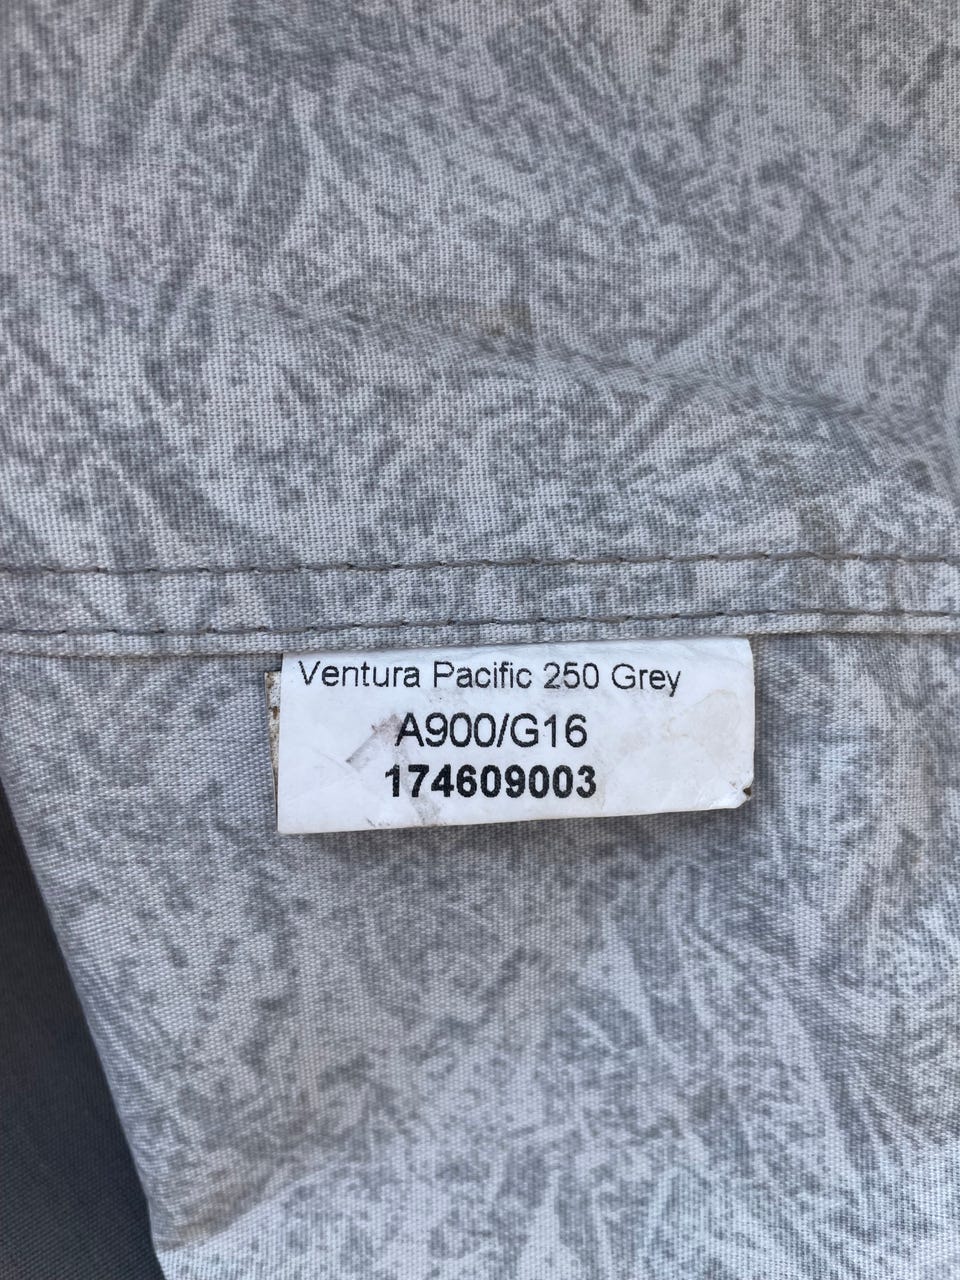 Ventura Pacific 250 Grey
A900/G16
174609003